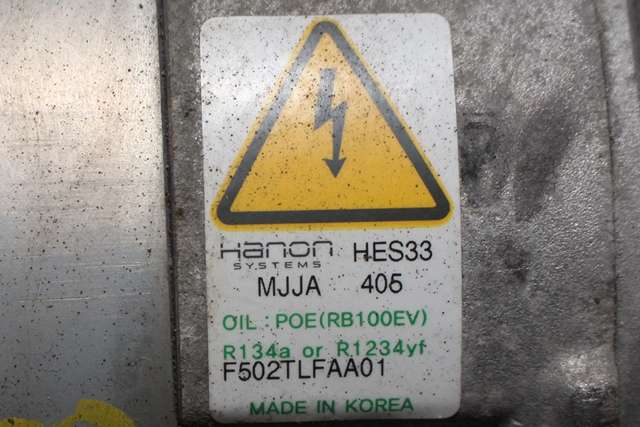 Hanon HES33
SYSTEMS
MJJA 405
OIL : POE(RB100EV)
R134a or R1234yf
F502TLFAA01
MADE IN KOREA